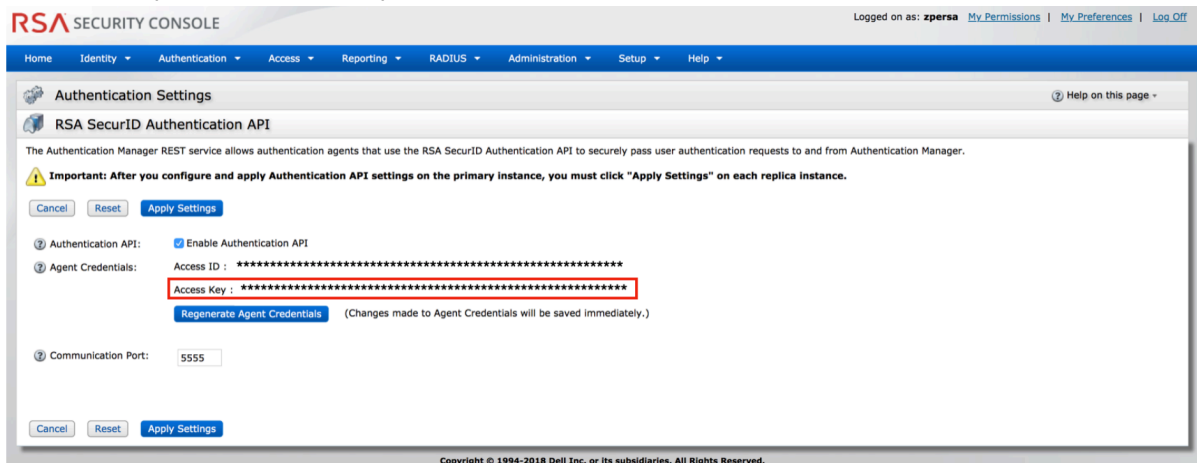 RSA SECURITY CONSOLE
Logged on as: zpersa My Permissions | My Preferences | Log Off
Home Identity Authentication Access Reporting RADIUS Administration Setup Help
Authentication Settings
Help on this page
RSA SecurID Authentication API
The Authentication Manager REST service allows authentication agents that use the RSA SecurID Authentication API to securely pass user authentication requests to and from Authentication Manager.
Important: After you configure and apply Authentication API settings on the primary instance, you must click "Apply Settings" on each replica instance.
Cancel Reset Apply Settings
Authentication API: Enable Authentication API
Agent Credentials: Access ID : **********************************************************
Access Key : **********************************************************
Regenerate Agent Credentials (Changes made to Agent Credentials will be saved immediately.)
Communication Port: 5555
Cancel Reset Apply Settings
Copyright © 1994-2018 Dell Inc. or its subsidiaries. All Rights Reserved.